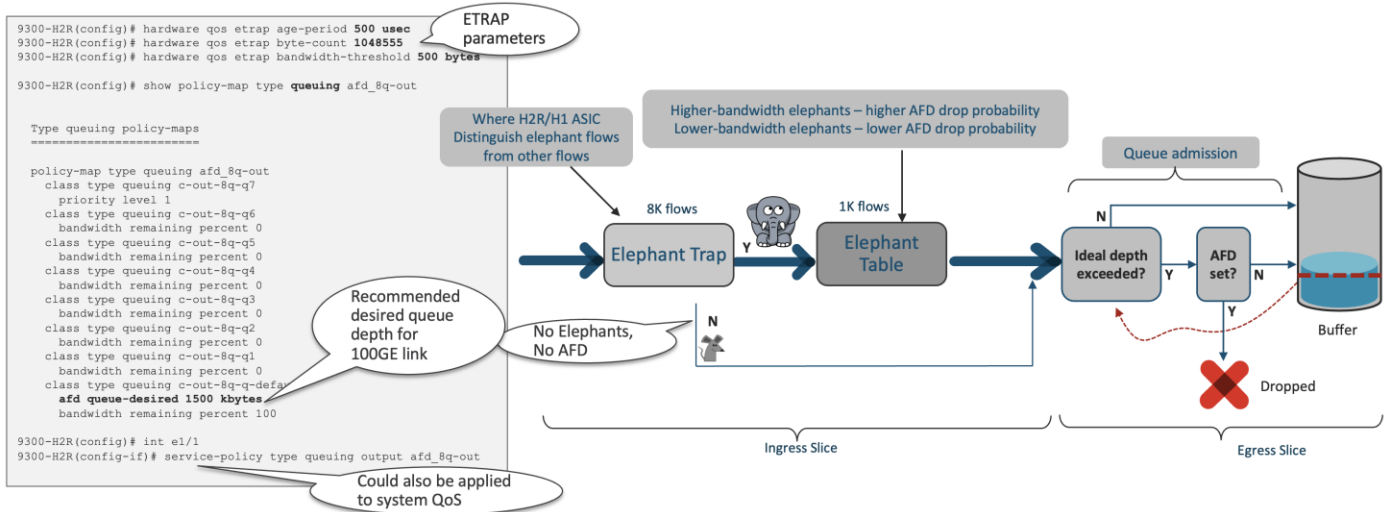 9300-H2R(config)# hardware qos etrap age-period 500 usec
9300-H2R(config)# hardware qos etrap byte-count 1048555
9300-H2R(config)# hardware qos etrap bandwidth-threshold 500 bytes
9300-H2R(config)# show policy-map type queuing afd_8q-out
Type queuing policy-maps
========================
policy-map type queuing afd_8q-out
class type queuing c-out-8q-q7
priority level 1
class type queuing c-out-8q-q6
bandwidth remaining percent 0
class type queuing c-out-8q-q5
bandwidth remaining percent 0
class type queuing c-out-8q-q4
bandwidth remaining percent 0
class type queuing c-out-8q-q3
bandwidth remaining percent 0
class type queuing c-out-8q-q2
bandwidth remaining percent 0
class type queuing c-out-8q-q1
bandwidth remaining percent 0
class type queuing c-out-8q-q-defau
afd queue-desired 1500 kbytes
bandwidth remaining percent 100
9300-H2R(config)# int e1/1
9300-H2R(config-if)# service-policy type queuing output afd_8q-out
ETRAP
parameters
Recommended
desired queue
depth for
100GE link
Could also be applied
to system QoS
Where H2R/H1 ASIC
Distinguish elephant flows
from other flows
Higher-bandwidth elephants – higher AFD drop probability
Lower-bandwidth elephants – lower AFD drop probability
Queue admission
8K flows
Elephant Trap
Y
1K flows
Elephant
Table
N
No Elephants,
No AFD
N
Ideal depth
exceeded?
Y
AFD
set?
N
Y
Buffer
Dropped
Ingress Slice
Egress Slice